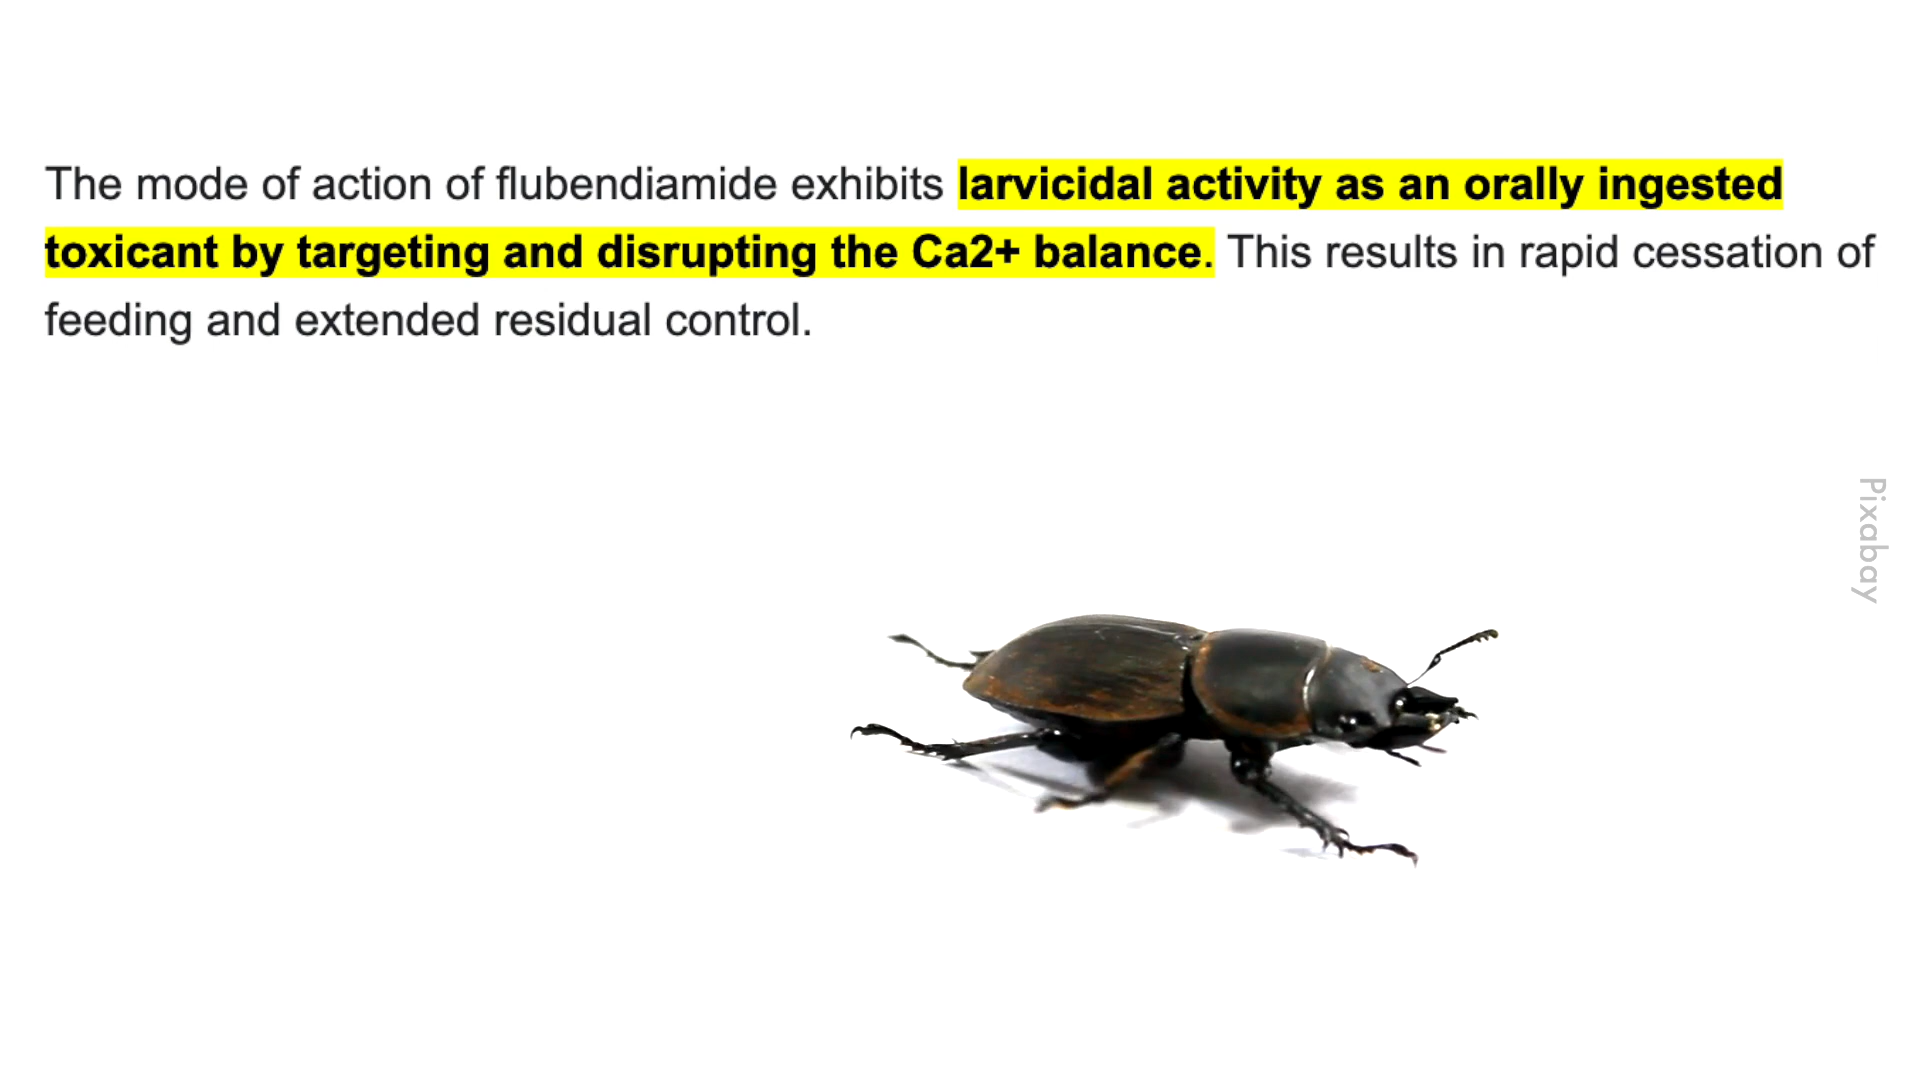 The mode of action of flubendiamide exhibits larvicidal activity as an orally ingested
toxicant by targeting and disrupting the Ca2+ balance. This results in rapid cessation of
feeding and extended residual control.
Pixabay